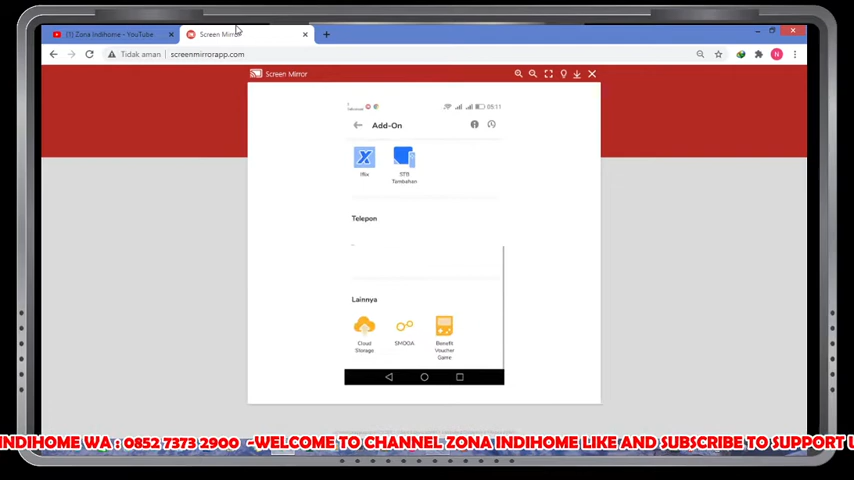 (1) Zona Indihome - YouTube
Screen Mirror
Tidak aman
screenmirrorapp.com
N
Screen Mirror
05:11
Add-On
Iflix
STB Tambahan
Telepon
Lainnya
Cloud Storage
SMOGA
Benefit Voucher Game
INDIHOME WA : 0852 7373 2900 -WELCOME TO CHANNEL ZONA INDIHOME LIKE AND SUBSCRIBE TO SUPPORT U